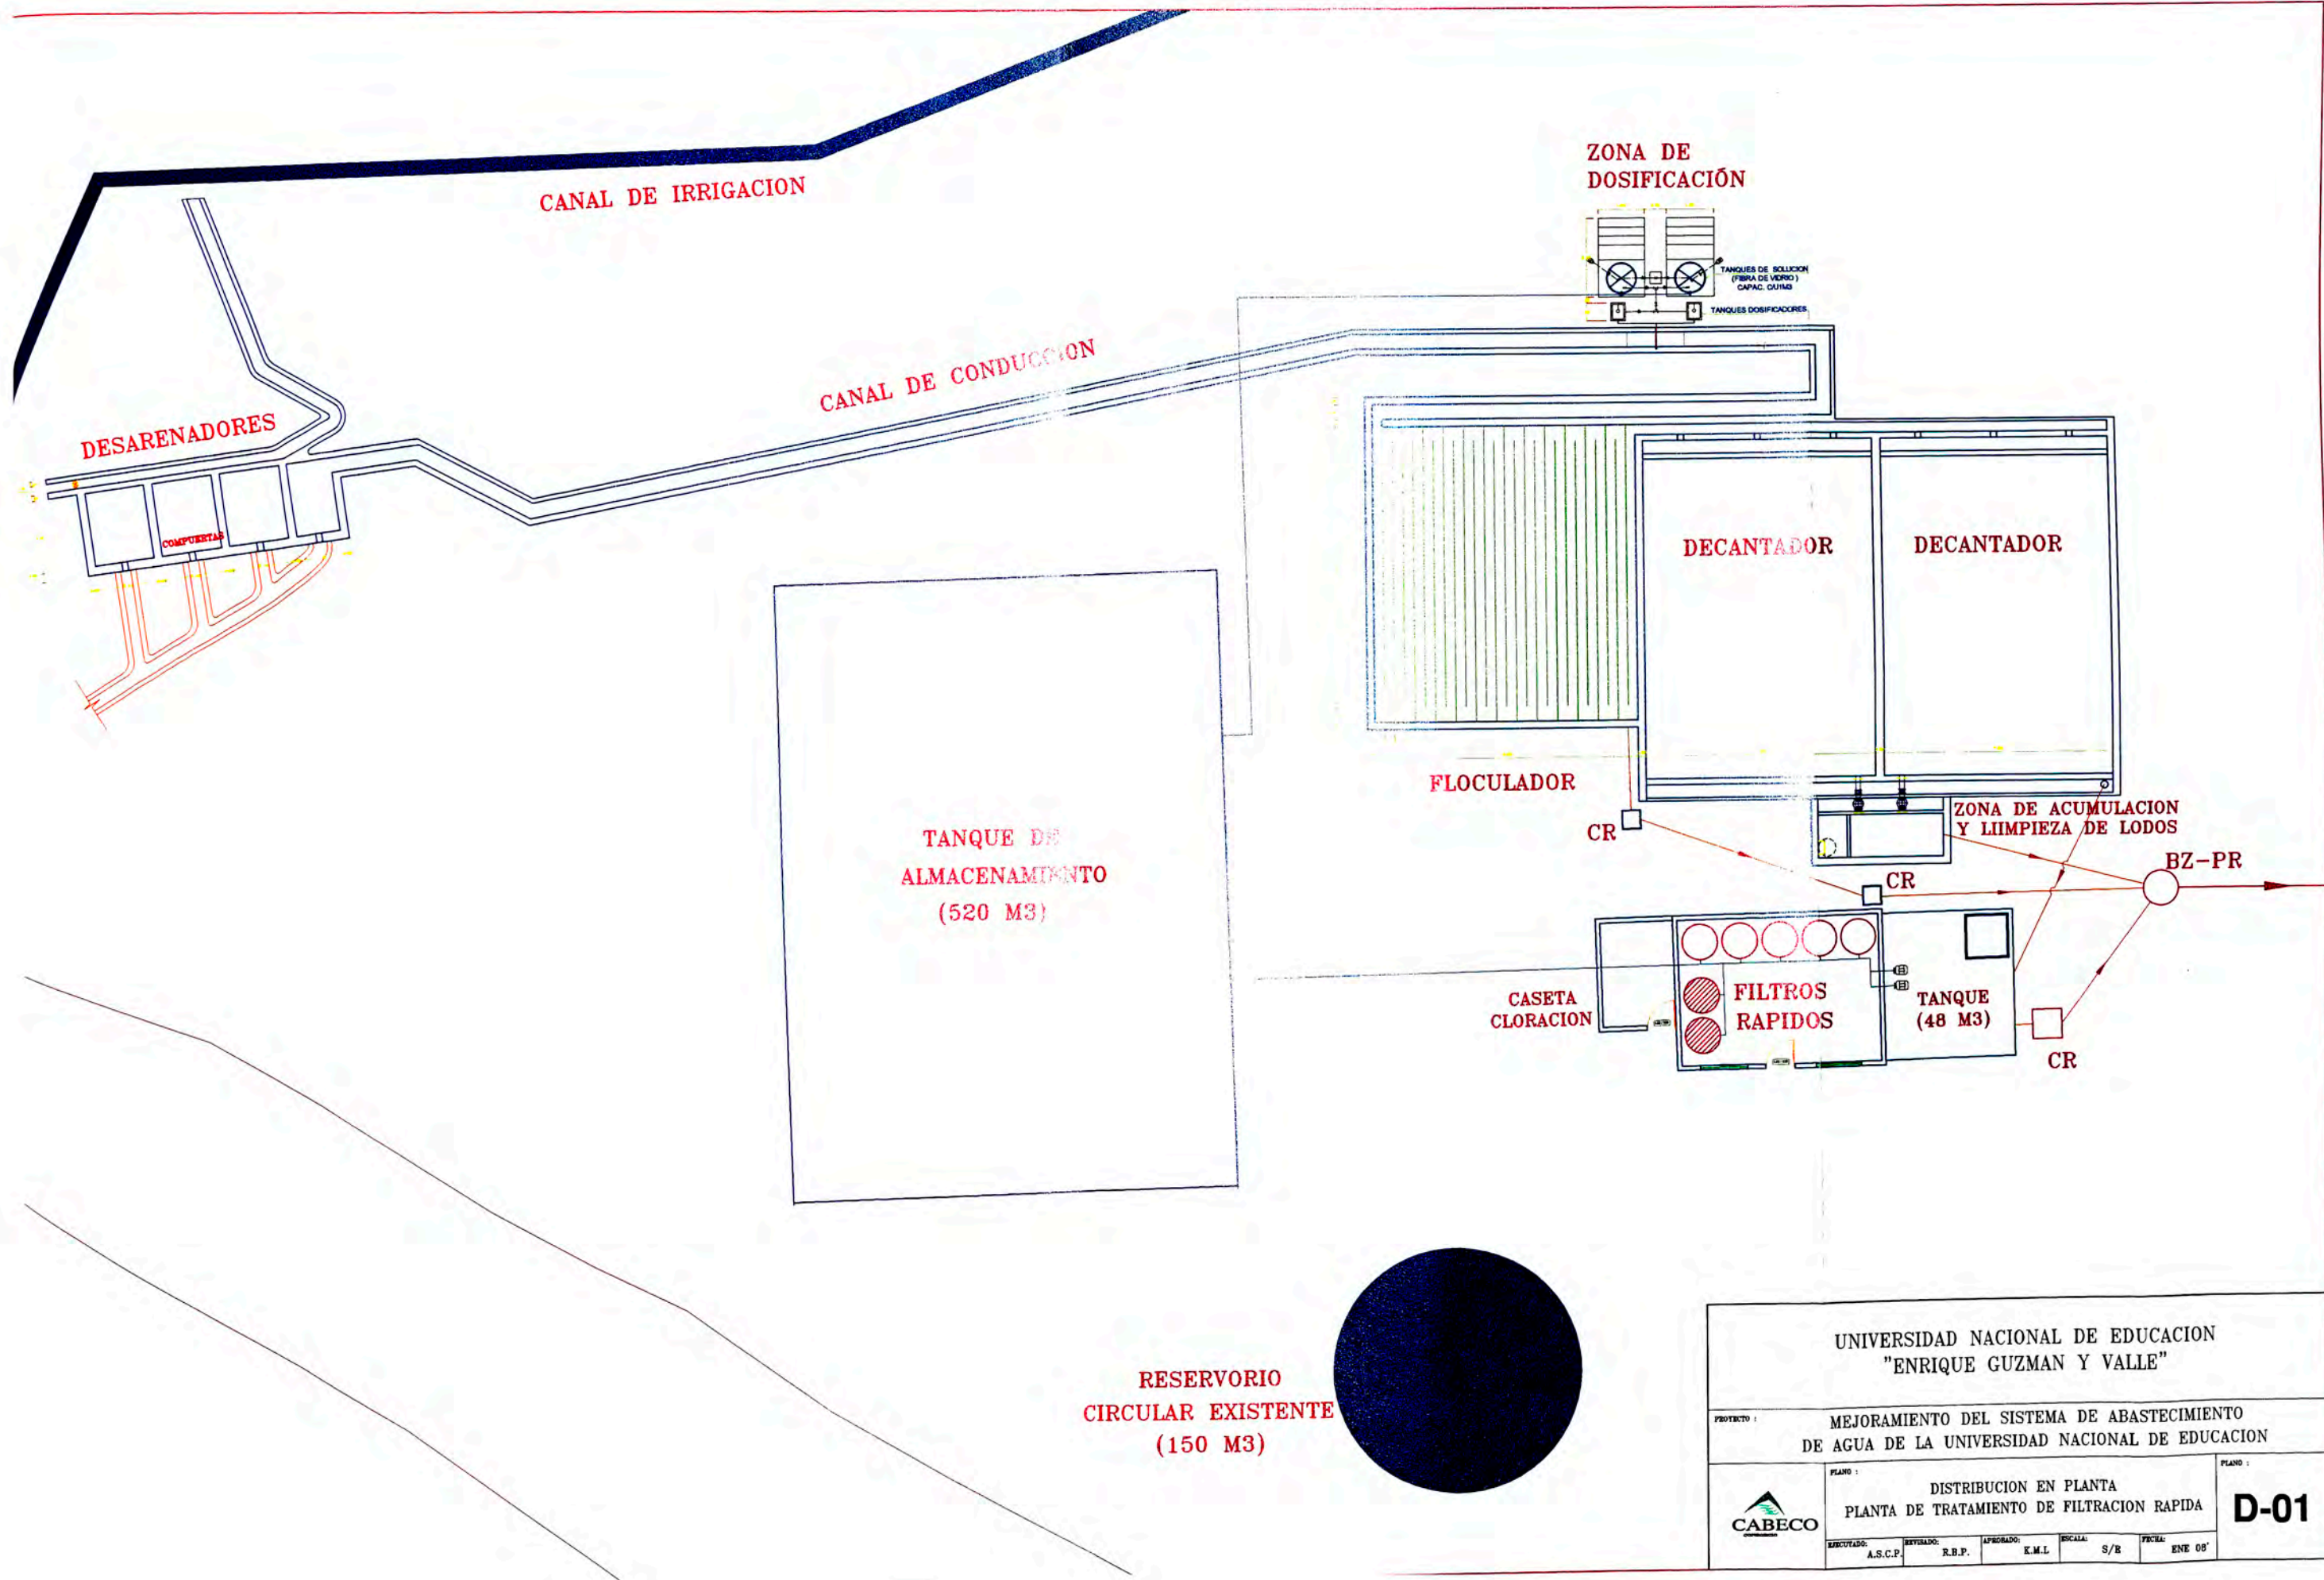 ZONA DE
DOSIFICACIÓN
CANAL DE IRRIGACION
TANQUES DE SOLUCION
(FIBRA DE VIDRIO )
TANQUES DOSIFICADORES
CANAL DE CONDUCCION
DESARENADORES
COMPUERTAS
DECANTADOR
DECANTADOR
FLOCULADOR
ZONA DE ACUMULACION
Y LIIMPIEZA DE LODOS
CR
BZ-PR
CR
TANQUE DE
ALMACENAMIENTO
(520 M3)
CASETA
CLORACION
FILTROS
RAPIDOS
TANQUE
(48 M3)
CR
RESERVORIO
CIRCULAR EXISTENTE
(150 M3)
UNIVERSIDAD NACIONAL DE EDUCACION
"ENRIQUE GUZMAN Y VALLE"
PROYECTO :
MEJORAMIENTO DEL SISTEMA DE ABASTECIMIENTO
DE AGUA DE LA UNIVERSIDAD NACIONAL DE EDUCACION
PLANO :
DISTRIBUCION EN PLANTA
PLANTA DE TRATAMIENTO DE FILTRACION RAPIDA
PLANO :
D-01
CABECO
EJECUTADO: A.S.C.P.
REVISADO: R.B.P.
APROBADO: K.M.L
ESCALA: S/E
FECHA: ENE 08'